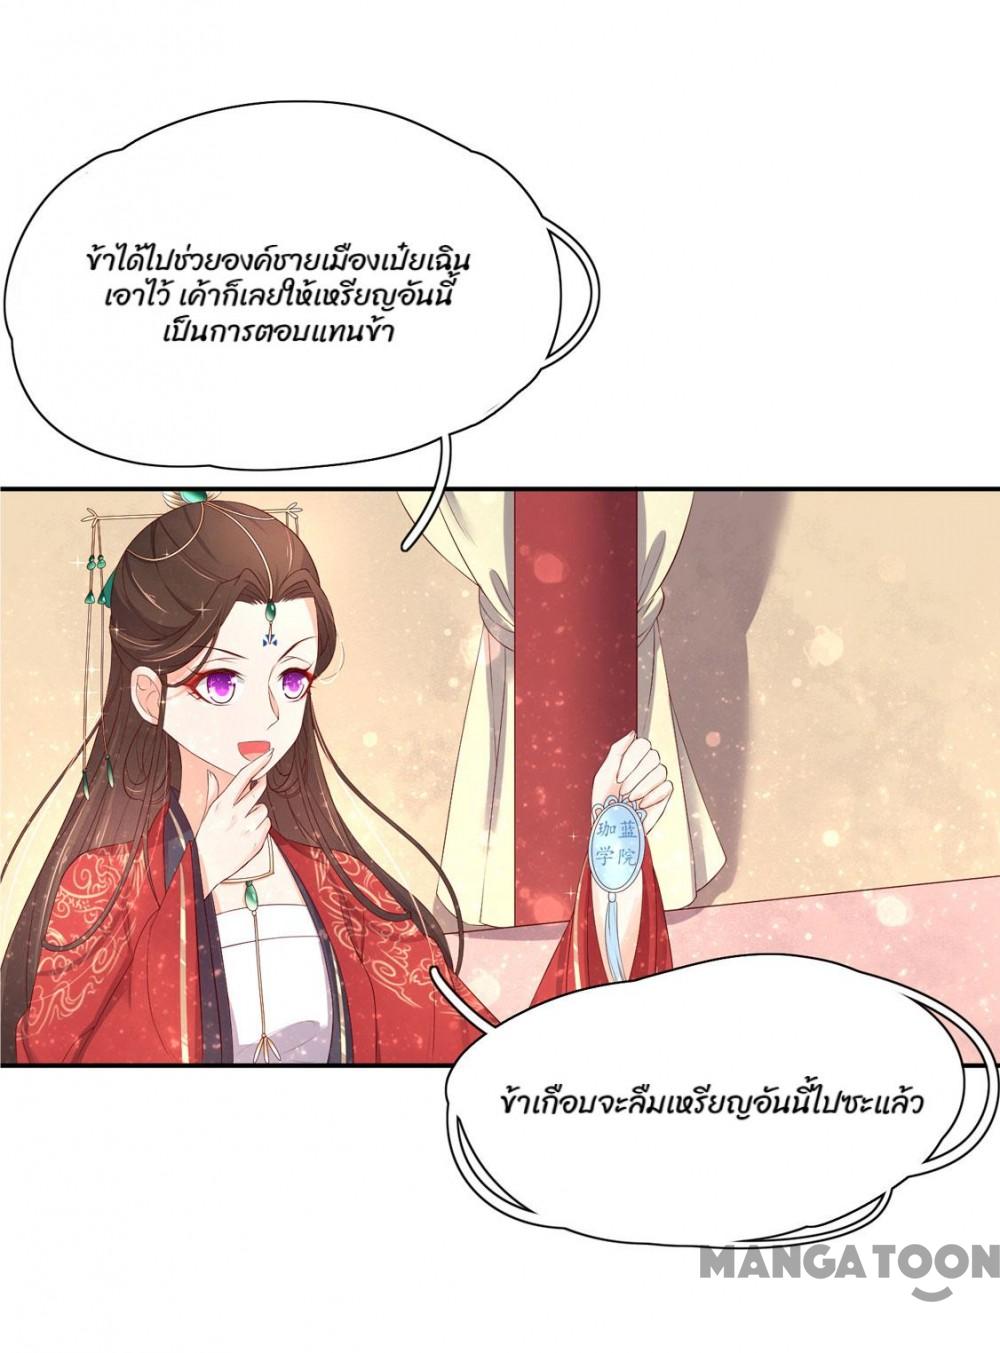 ข้าได้ไปช่วยองค์ชายเมืองเป๋ยเฉิน
เอาไว้ เค้าก็เลยให้เหรียญอันนี้
เป็นการตอบแทนข้า
珈蓝
学院
ข้าเกือบจะลืมเหรียญอันนี้ไปซะแล้ว
MANGATOON